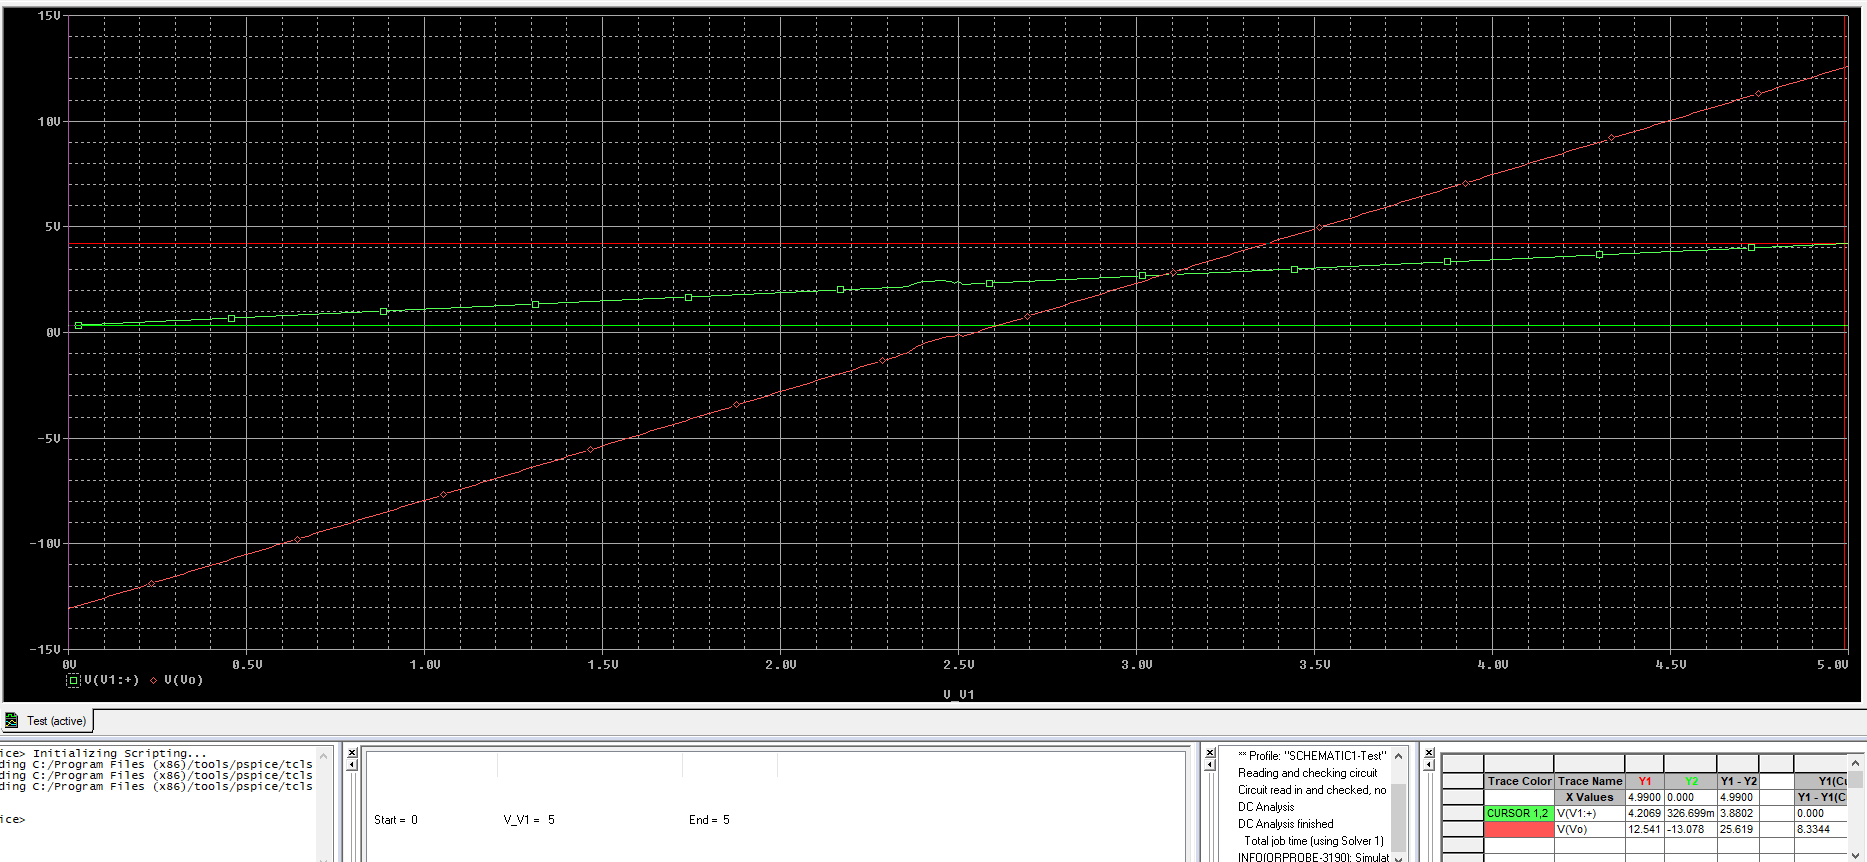 15V
10V
5V
0V
-5V
-10V
-15V
0V 0.5V 1.0V 1.5V 2.0V 2.5V 3.0V 3.5V 4.0V 4.5V 5.0V
V(V1:+) V(Vo)
V_V1
Test (active)
ice> Initializing Scripting...
ding C:/Program Files (x86)/tools/pspice/tcls
ding C:/Program Files (x86)/tools/pspice/tcls
ding C:/Program Files (x86)/tools/pspice/tcls
ice>
Start = 0 V_V1 = 5 End = 5
** Profile: "SCHEMATIC1-Test"
Reading and checking circuit
Circuit read in and checked, no
DC Analysis
DC Analysis finished
Total job time (using Solver 1)
INFO(ORPROBE-3190): Simulat
Trace Color Trace Name Y1 Y2 Y1 - Y2 Y1(Cu
X Values 4.9900 0.000 4.9900 Y1 - Y1(C
CURSOR 1,2 V(V1:+) 4.2069 326.699m 3.8802 0.000
V(Vo) 12.541 -13.078 25.619 8.3344